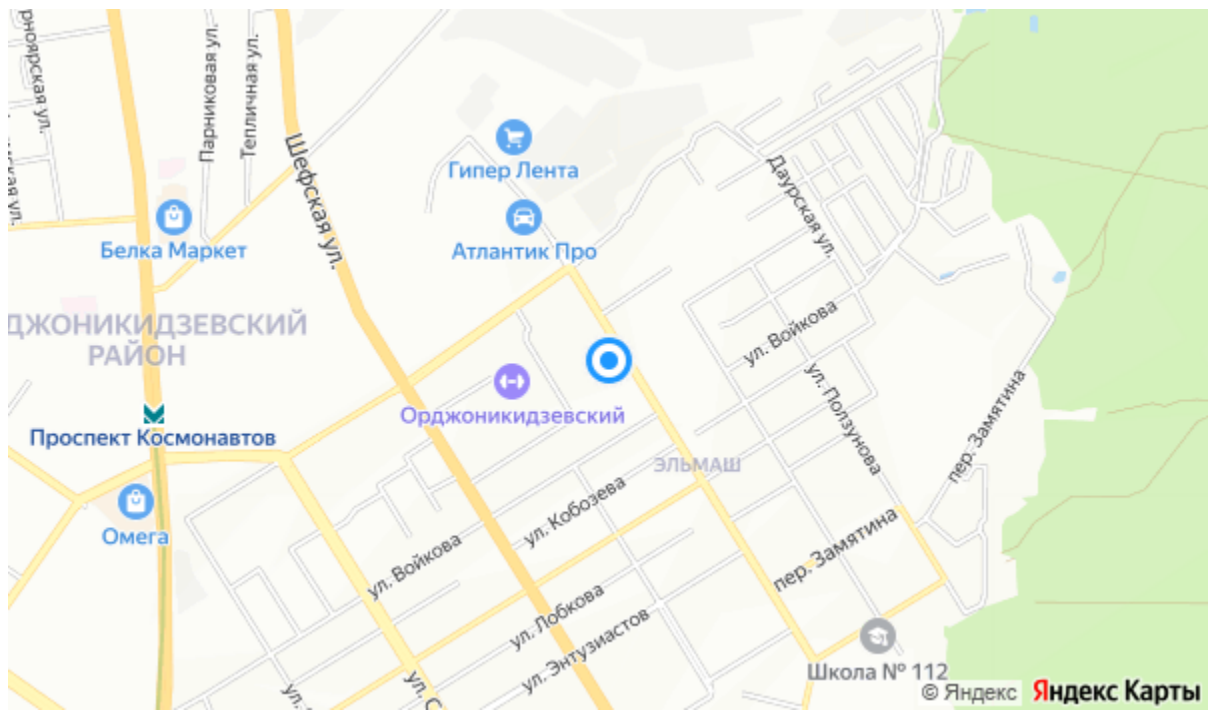 Парниковая ул.
Тепличная ул.
Шефская ул.
Гипер Лента
Даурская ул.
Белка Маркет
Атлантик Про
ДЖОНИКИДЗЕВСКИЙ
РАЙОН
ул. Войкова
Орджоникидзевский
ул. Ползунова
пер. Замятина
Проспект Космонавтов
ЭЛЬМАШ
ул. Кобозева
Омега
ул. Войкова
пер. Замятина
ул. Лобкова
ул. Энтузиастов
Школа № 112
ул. С
© Яндекс Яндекс Карты